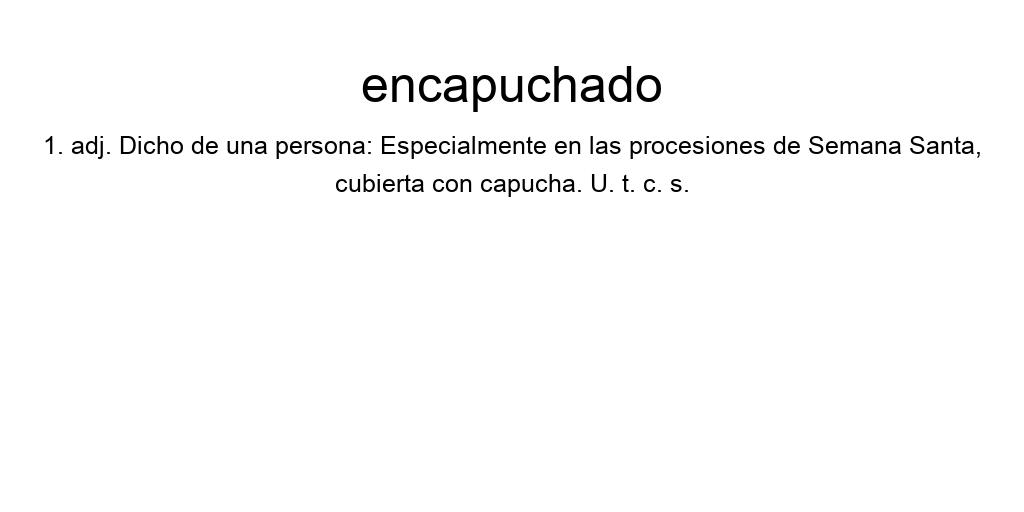 encapuchado
1. adj. Dicho de una persona: Especialmente en las procesiones de Semana Santa,
cubierta con capucha. U. t. c. s.